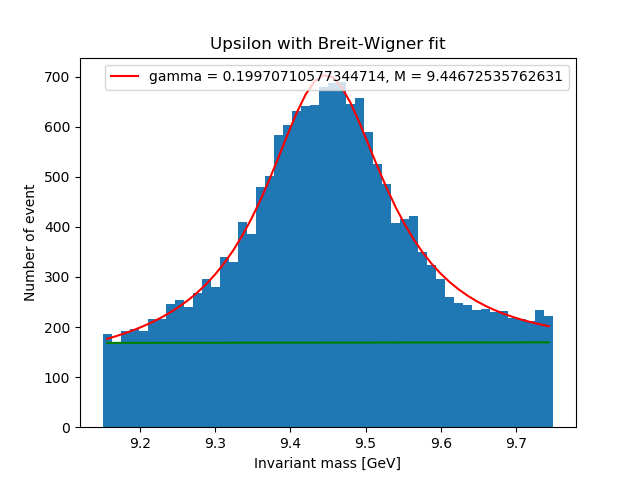 Upsilon with Breit-Wigner fit
gamma = 0.19970710577344714, M = 9.44672535762631
700
600
500
400
300
200
100
0
Number of event
9.2 9.3 9.4 9.5 9.6 9.7
Invariant mass [GeV]